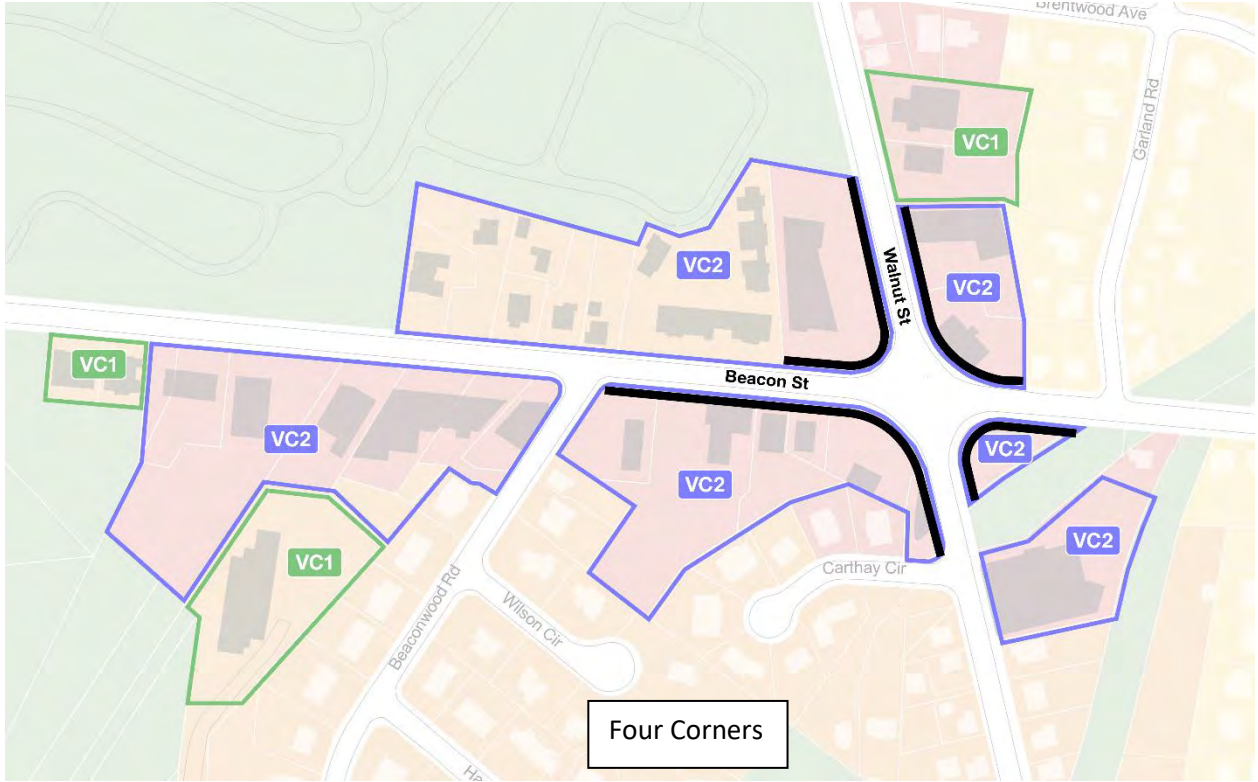 Brentwood Ave
Garland Rd
VC1
Walnut St
VC2
VC2
VC1
Beacon St
VC2
VC2
VC2
VC2
VC1
Carthay Cir
Beaconwood Rd
Wilson Cir
Four Corners
Ha